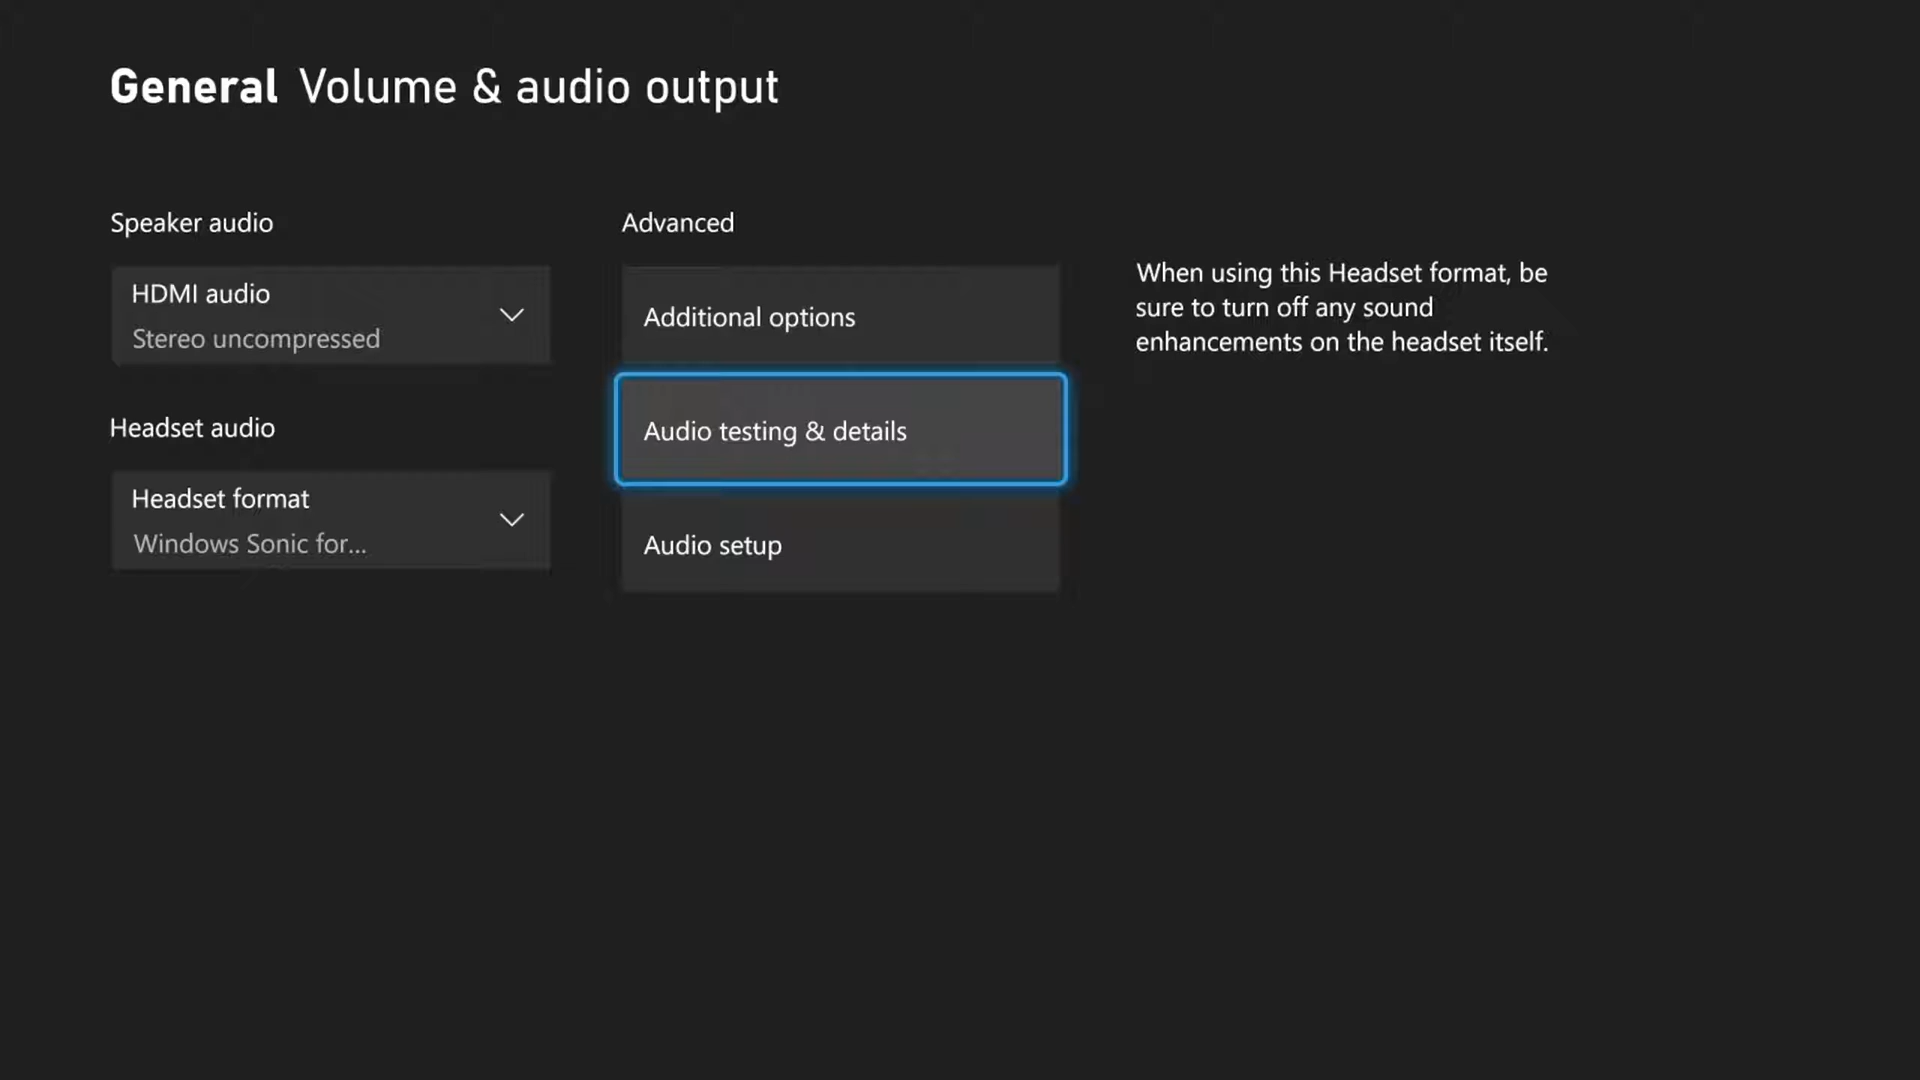 General Volume & audio output
Speaker audio
HDMI audio
Stereo uncompressed
Headset audio
Headset format
Windows Sonic for...
Advanced
Additional options
Audio testing & details
Audio setup
When using this Headset format, be
sure to turn off any sound
enhancements on the headset itself.